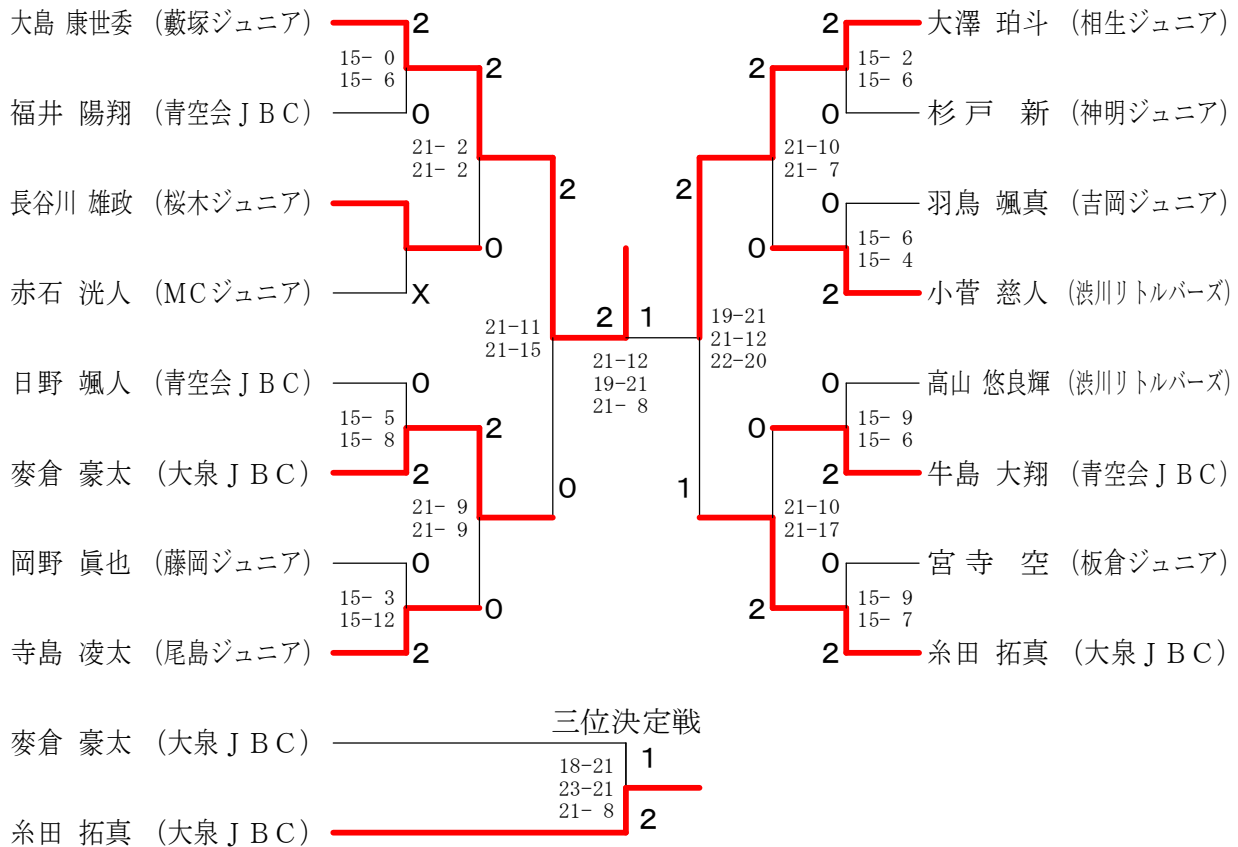 大島 康世委 (藪塚ジュニア) 2
15- 0
15- 6
2
福井 陽翔 (青空会ＪＢＣ) 0
21- 2
21- 2
2
長谷川 雄政 (桜木ジュニア)
0
赤石 洸人 (MCジュニア) X
21-11
21-15
日野 颯人 (青空会ＪＢＣ) 0
15- 5
15- 8
2
麥倉 豪太 (大泉ＪＢＣ) 2
21- 9
21- 9
0
岡野 眞也 (藤岡ジュニア) 0
15- 3
15-12
0
寺島 凌太 (尾島ジュニア) 2
2 1
21-12
19-21
21- 8
2 大澤 珀斗 (相生ジュニア)
15- 2
15- 6
2
0 杉戸 新 (神明ジュニア)
21-10
21- 7
2
0 羽鳥 颯真 (吉岡ジュニア)
15- 6
15- 4
0
2 小菅 慈人 (渋川リトルバーズ)
19-21
21-12
22-20
0 高山 悠良輝 (渋川リトルバーズ)
15- 9
15- 6
0
2 牛島 大翔 (青空会ＪＢＣ)
21-10
21-17
1
0 宮寺 空 (板倉ジュニア)
15- 9
15- 7
2
2 糸田 拓真 (大泉ＪＢＣ)
三位決定戦
麥倉 豪太 (大泉ＪＢＣ) 1
18-21
23-21
21- 8
糸田 拓真 (大泉ＪＢＣ) 2